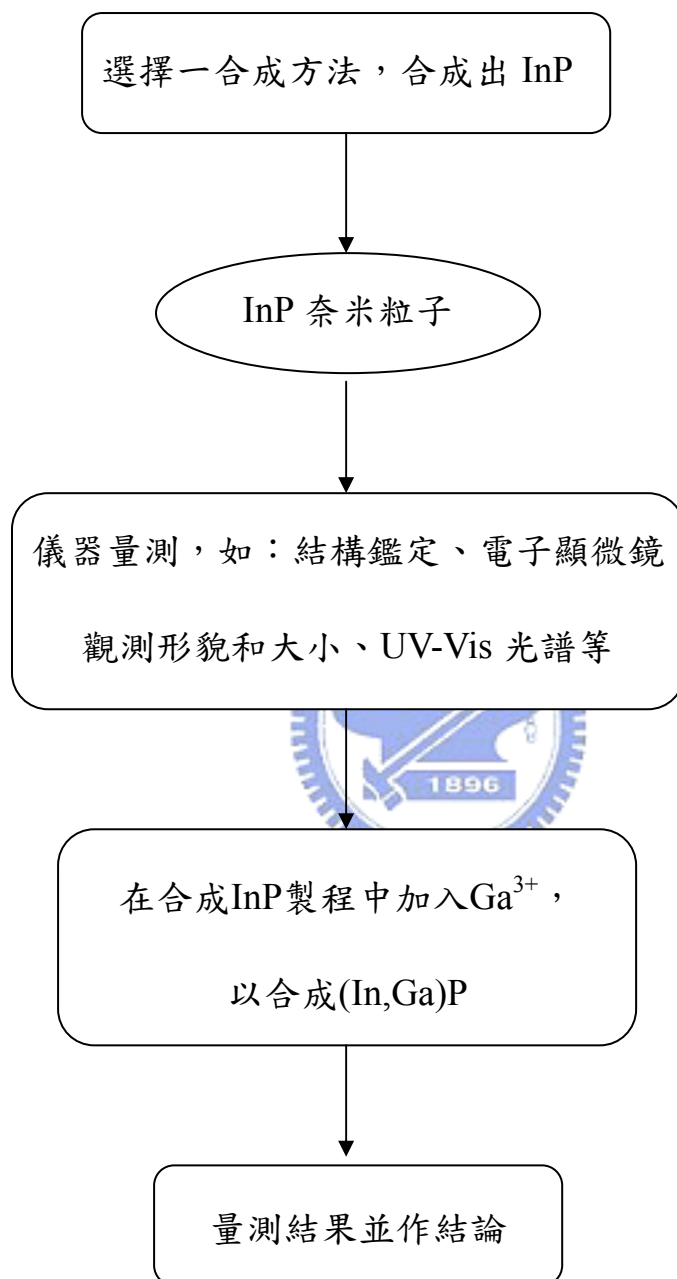 選擇一合成方法，合成出 InP
InP 奈米粒子
儀器量測，如：結構鑑定、電子顯微鏡
觀測形貌和大小、UV-Vis 光譜等
1896
在合成InP製程中加入Ga³⁺，
以合成(In,Ga)P
量測結果並作結論